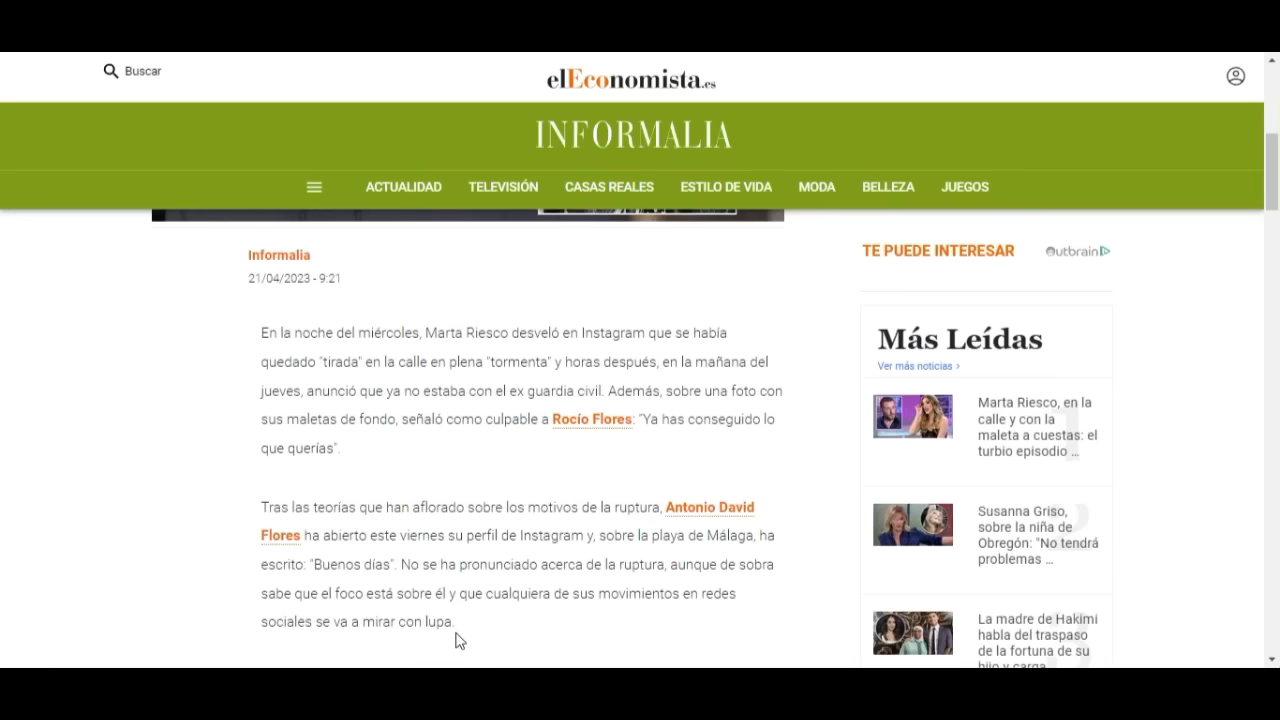 Buscar
elEconomista.es
INFORMALIA
ACTUALIDAD TELEVISIÓN CASAS REALES ESTILO DE VIDA MODA BELLEZA JUEGOS
Informalia
21/04/2023 - 9:21
En la noche del miércoles, Marta Riesco desveló en Instagram que se había
quedado "tirada" en la calle en plena "tormenta" y horas después, en la mañana del
jueves, anunció que ya no estaba con el ex guardia civil. Además, sobre una foto con
sus maletas de fondo, señaló como culpable a Rocío Flores: "Ya has conseguido lo
que querías".
Tras las teorías que han aflorado sobre los motivos de la ruptura, Antonio David
Flores ha abierto este viernes su perfil de Instagram y, sobre la playa de Málaga, ha
escrito: "Buenos días". No se ha pronunciado acerca de la ruptura, aunque de sobra
sabe que el foco está sobre él y que cualquiera de sus movimientos en redes
sociales se va a mirar con lupa.
TE PUEDE INTERESAR
Outbrain
Más Leídas
Ver más noticias >
1
Marta Riesco, en la
calle y con la
maleta a cuestas: el
turbio episodio ...
2
Susanna Griso,
sobre la niña de
Obregón: "No tendrá
problemas ...
3
La madre de Hakimi
habla del traspaso
de la fortuna de su
hijo y carga